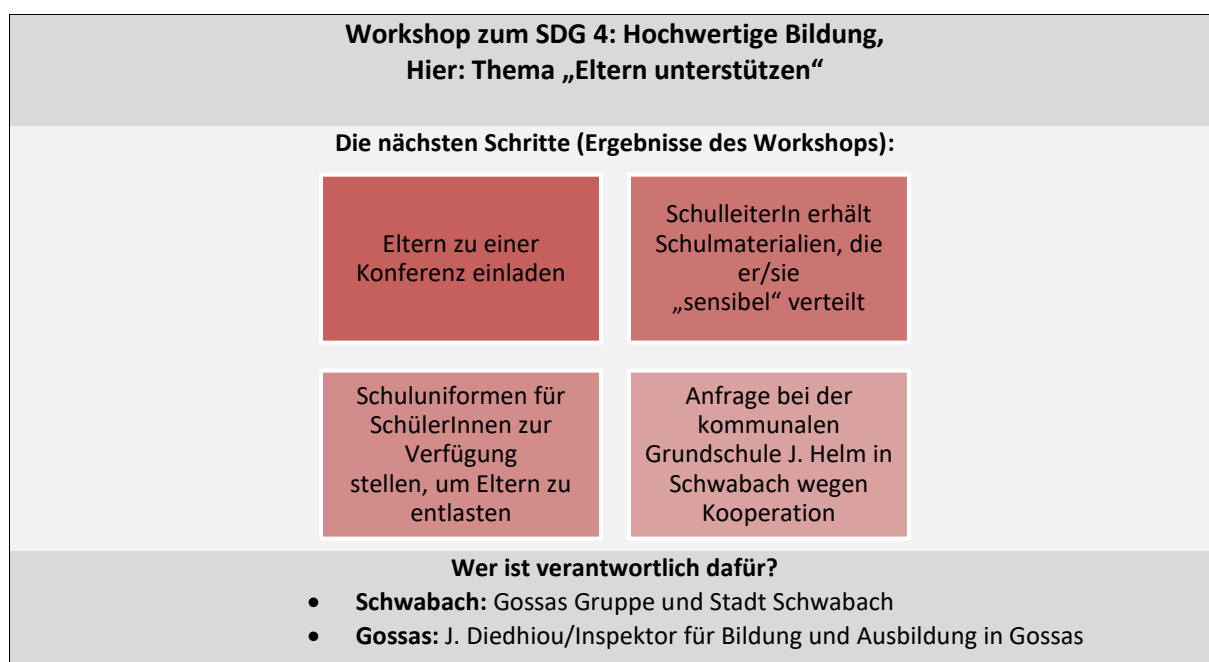 Workshop zum SDG 4: Hochwertige Bildung,
Hier: Thema „Eltern unterstützen“
Die nächsten Schritte (Ergebnisse des Workshops):
Eltern zu einer
Konferenz einladen
SchulleiterIn erhält
Schulmaterialien, die
er/sie
„sensibel“ verteilt
Schuluniformen für
SchülerInnen zur
Verfügung
stellen, um Eltern zu
entlasten
Anfrage bei der
kommunalen
Grundschule J. Helm in
Schwabach wegen
Kooperation
Wer ist verantwortlich dafür?
• Schwabach: Gossas Gruppe und Stadt Schwabach
• Gossas: J. Diedhiou/Inspektor für Bildung und Ausbildung in Gossas